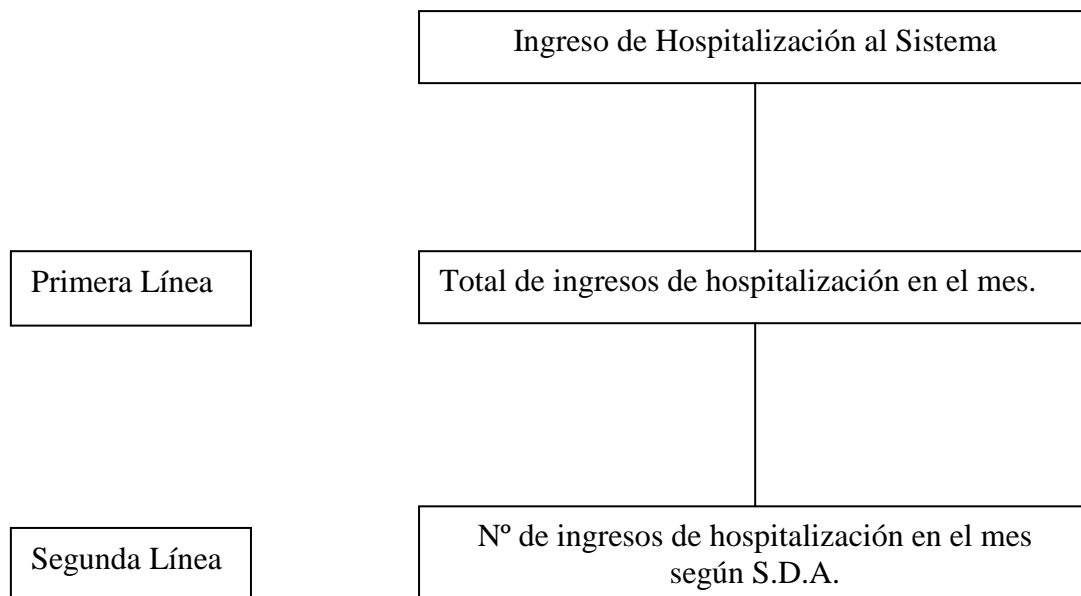 Ingreso de Hospitalización al Sistema
Primera Línea
Total de ingresos de hospitalización en el mes.
Segunda Línea
Nº de ingresos de hospitalización en el mes
según S.D.A.